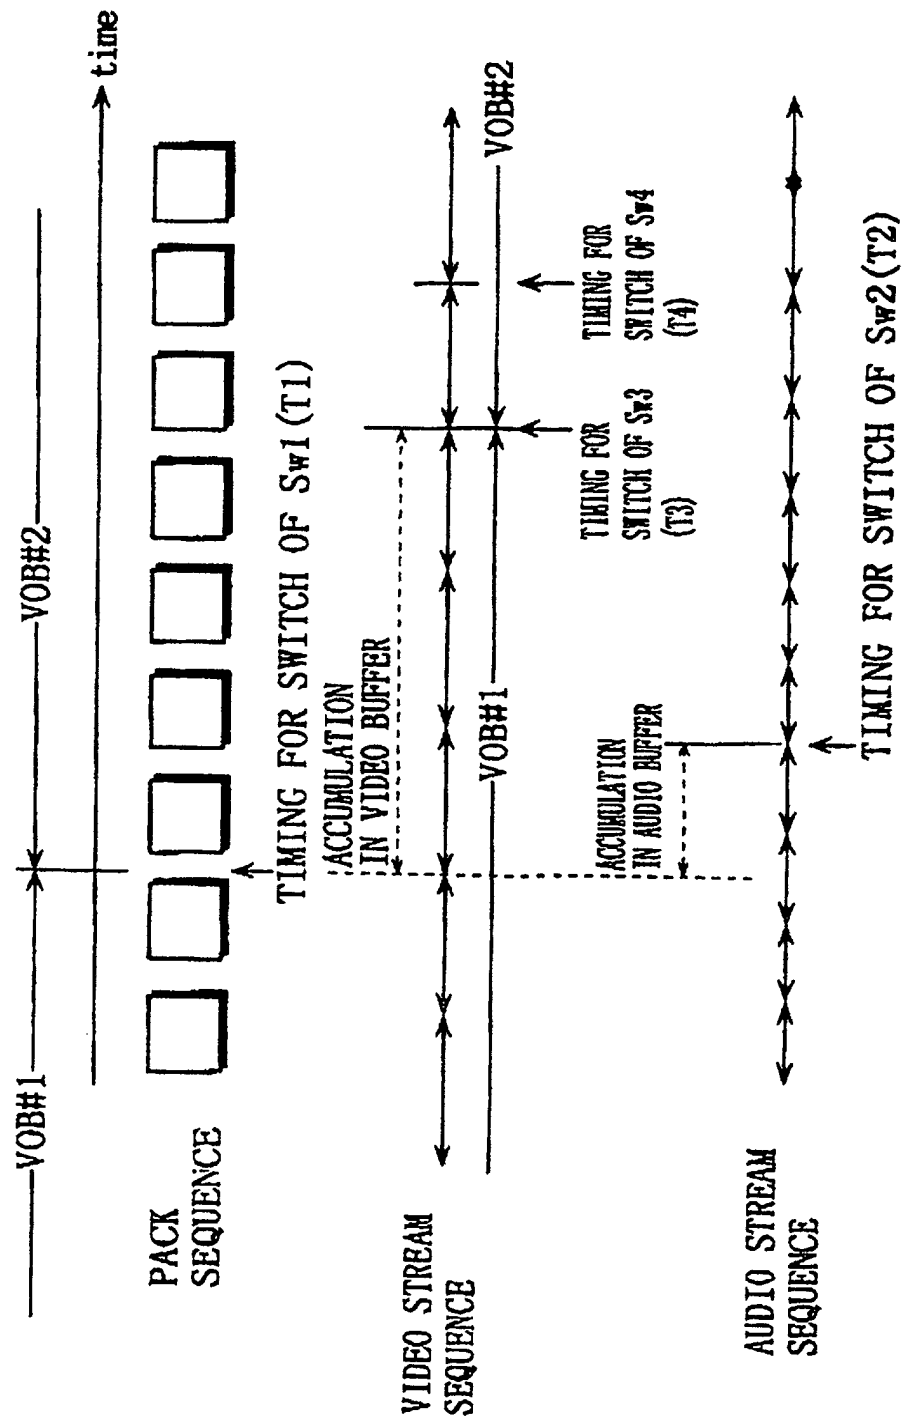 VOB#1
VOB#2
time
PACK
SEQUENCE
TIMING FOR SWITCH OF Sw1(T1)
ACCUMULATION
IN VIDEO BUFFER
VIDEO STREAM
SEQUENCE
VOB#1
VOB#2
TIMING FOR
SWITCH OF Sw3
(T3)
TIMING FOR
SWITCH OF Sw4
(T4)
ACCUMULATION
IN AUDIO BUFFER
AUDIO STREAM
SEQUENCE
TIMING FOR SWITCH OF Sw2(T2)